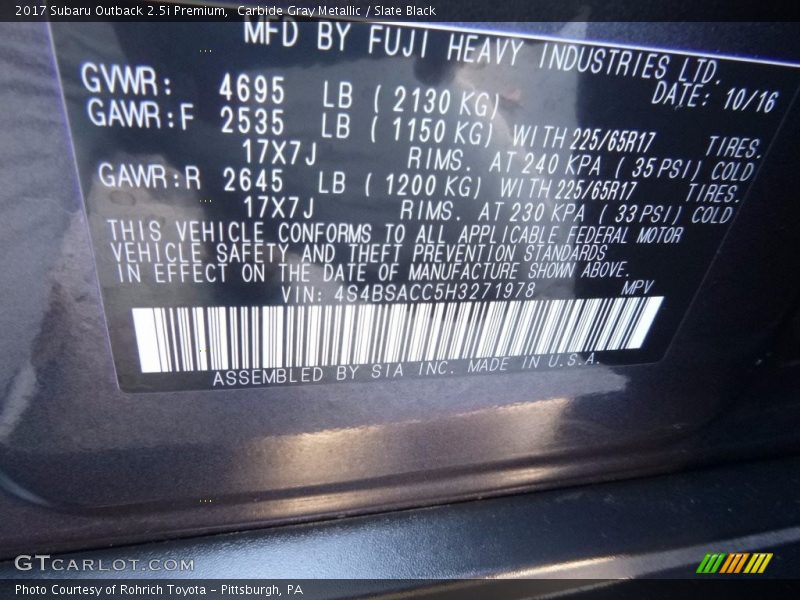 2017 Subaru Outback 2.5i Premium, Carbide Gray Metallic / Slate Black
MFD BY FUJI HEAVY INDUSTRIES LTD.
DATE: 10/16
GVWR: 4695 LB ( 2130 KG)
GAWR:F 2535 LB ( 1150 KG) WITH 225/65R17 TIRES.
17X7J RIMS. AT 240 KPA ( 35 PSI) COLD
GAWR:R 2645 LB ( 1200 KG) WITH 225/65R17 TIRES.
17X7J RIMS. AT 230 KPA ( 33 PSI) COLD
THIS VEHICLE CONFORMS TO ALL APPLICABLE FEDERAL MOTOR
VEHICLE SAFETY AND THEFT PREVENTION STANDARDS
IN EFFECT ON THE DATE OF MANUFACTURE SHOWN ABOVE.
VIN: 4S4BSACC5H3271978 MPV
ASSEMBLED BY SIA INC. MADE IN U.S.A.
GTCARLOT.COM
Photo Courtesy of Rohrich Toyota - Pittsburgh, PA